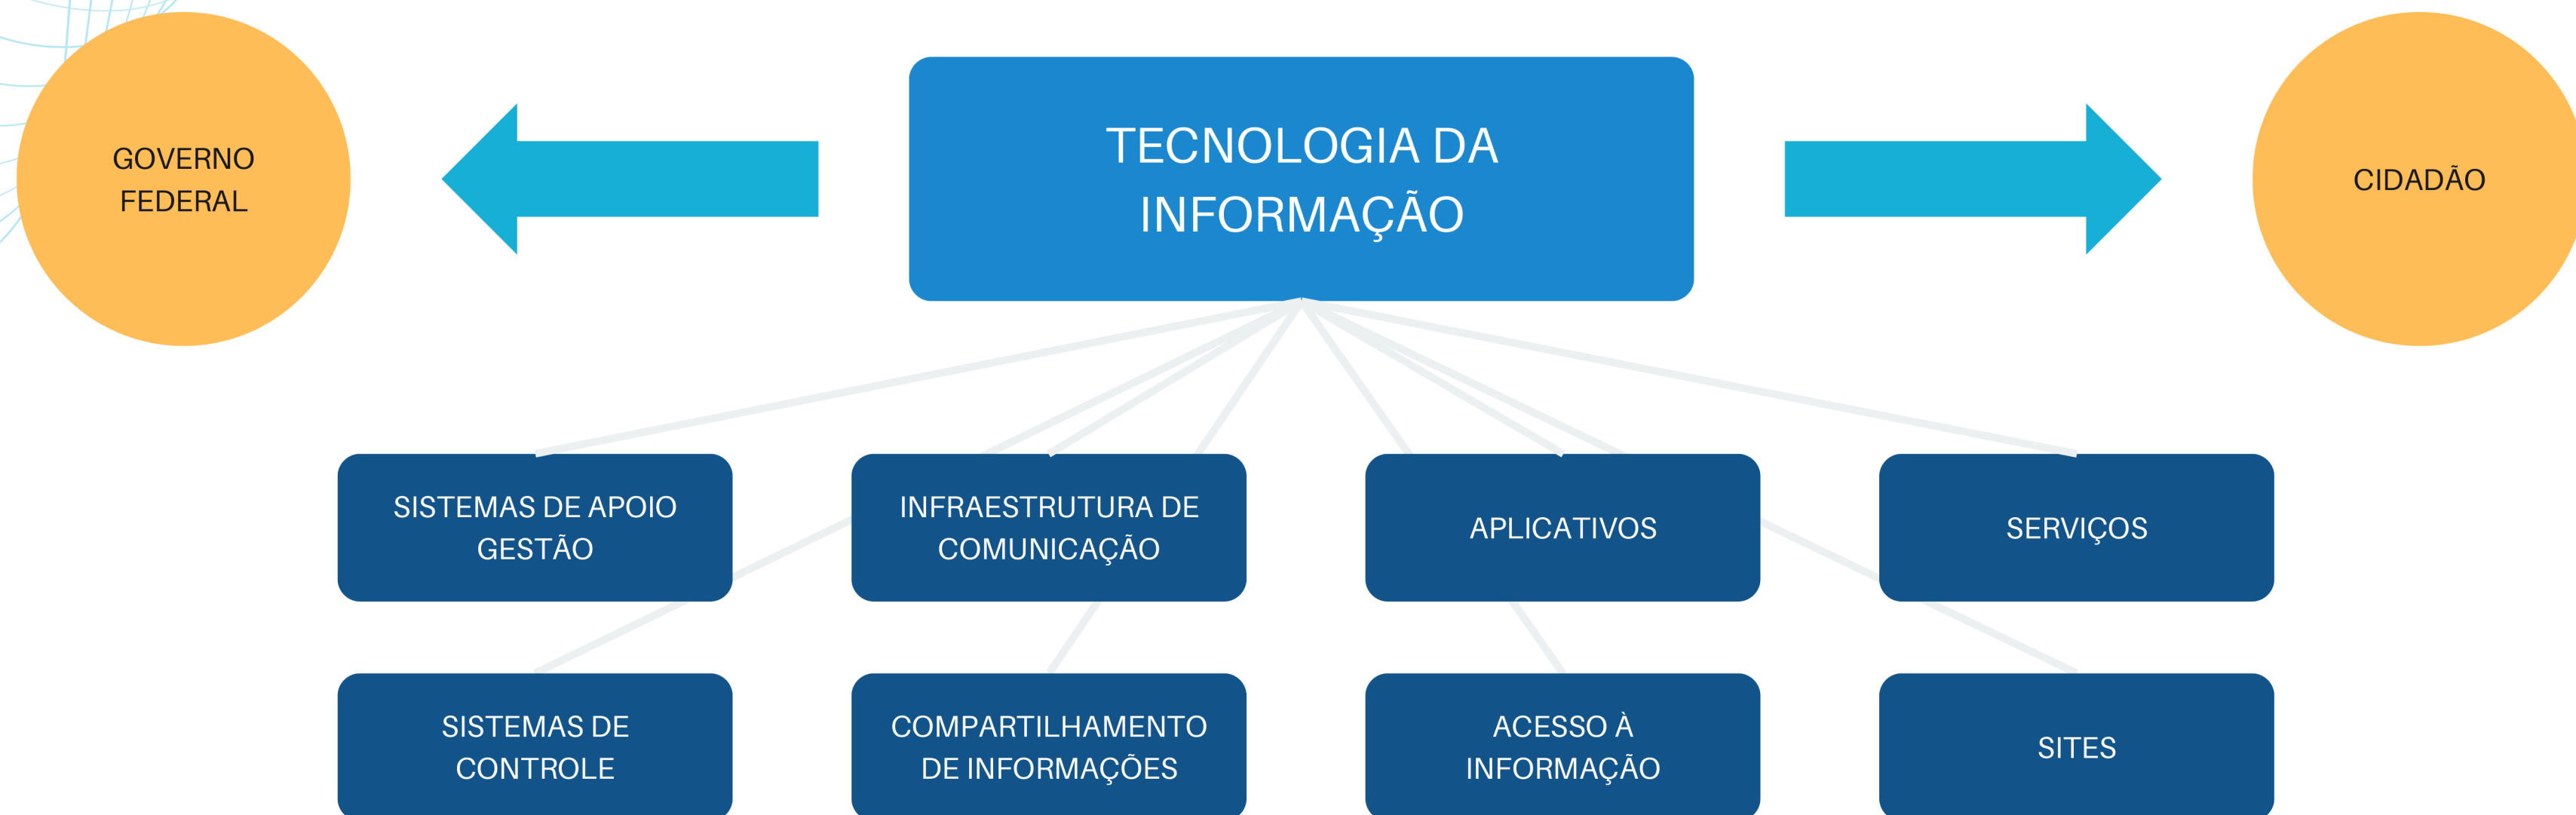 GOVERNO
FEDERAL
TECNOLOGIA DA
INFORMAÇÃO
CIDADÃO
SISTEMAS DE APOIO
GESTÃO
INFRAESTRUTURA DE
COMUNICAÇÃO
APLICATIVOS
SERVIÇOS
SISTEMAS DE
CONTROLE
COMPARTILHAMENTO
DE INFORMAÇÕES
ACESSO À
INFORMAÇÃO
SITES